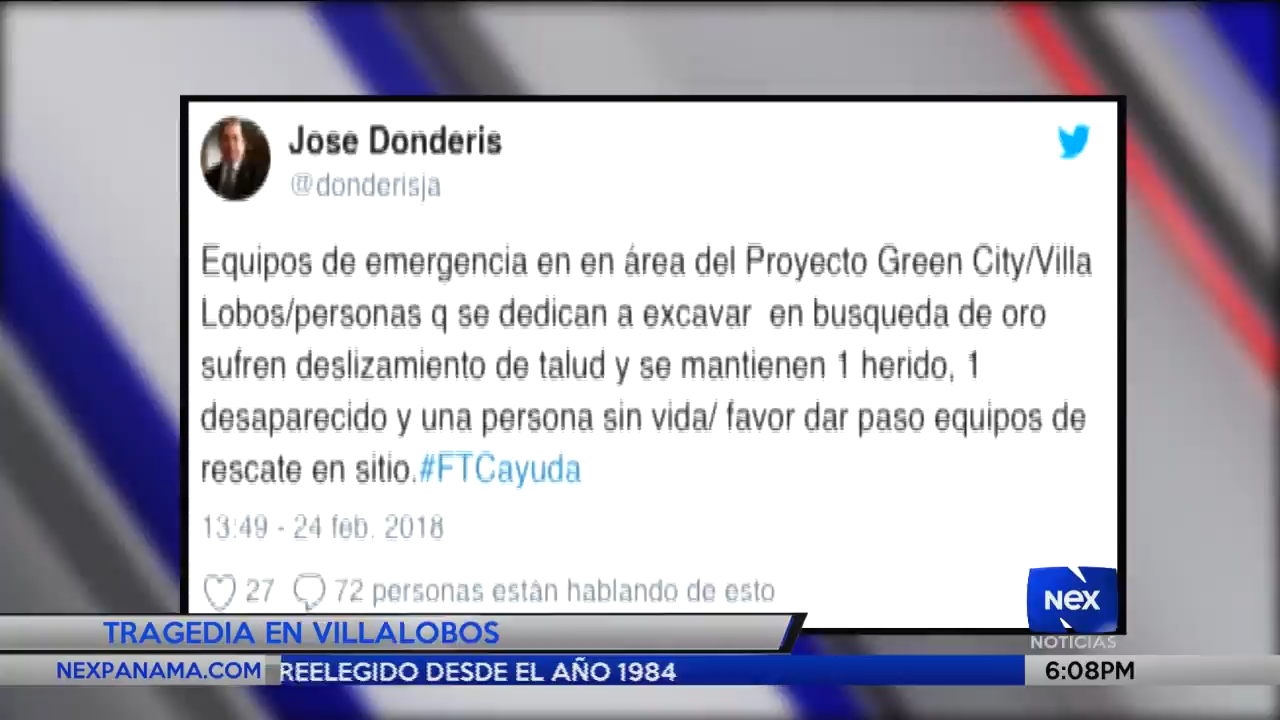 Jose Donderis
@donderisja
Equipos de emergencia en en área del Proyecto Green City/Villa
Lobos/personas q se dedican a excavar en busqueda de oro
sufren deslizamiento de talud y se mantienen 1 herido, 1
desaparecido y una persona sin vida/ favor dar paso equipos de
rescate en sitio.#FTCayuda
13:49 - 24 feb. 2018
27 72 personas están hablando de esto
NEX
NOTICIAS
TRAGEDIA EN VILLALOBOS
NEXPANAMA.COM REELEGIDO DESDE EL AÑO 1984 6:08PM